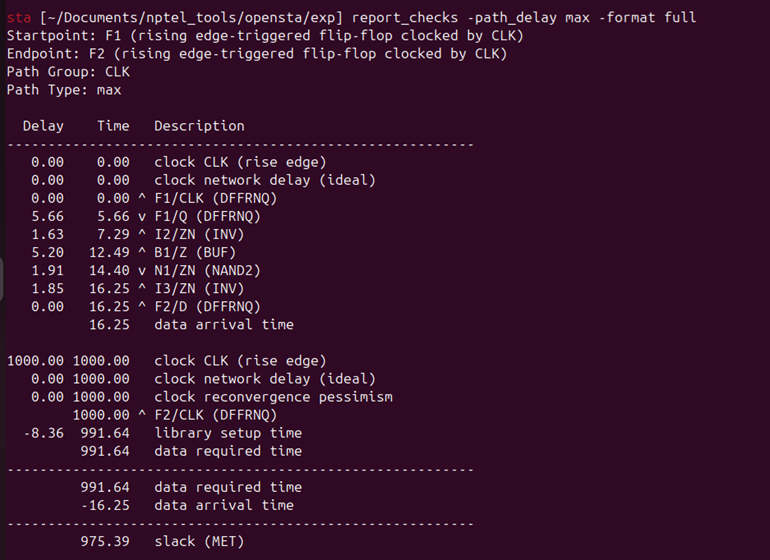 sta [~/Documents/nptel_tools/opensta/exp] report_checks -path_delay max -format full
Startpoint: F1 (rising edge-triggered flip-flop clocked by CLK)
Endpoint: F2 (rising edge-triggered flip-flop clocked by CLK)
Path Group: CLK
Path Type: max
  Delay    Time   Description
---------------------------------------------------------
   0.00    0.00   clock CLK (rise edge)
   0.00    0.00   clock network delay (ideal)
   0.00    0.00 ^ F1/CLK (DFFRNQ)
   5.66    5.66 v F1/Q (DFFRNQ)
   1.63    7.29 ^ I2/ZN (INV)
   5.20   12.49 ^ B1/Z (BUF)
   1.91   14.40 v N1/ZN (NAND2)
   1.85   16.25 ^ I3/ZN (INV)
   0.00   16.25 ^ F2/D (DFFRNQ)
          16.25   data arrival time
1000.00 1000.00   clock CLK (rise edge)
   0.00 1000.00   clock network delay (ideal)
   0.00 1000.00   clock reconvergence pessimism
        1000.00 ^ F2/CLK (DFFRNQ)
  -8.36  991.64   library setup time
         991.64   data required time
---------------------------------------------------------
         991.64   data required time
         -16.25   data arrival time
---------------------------------------------------------
         975.39   slack (MET)